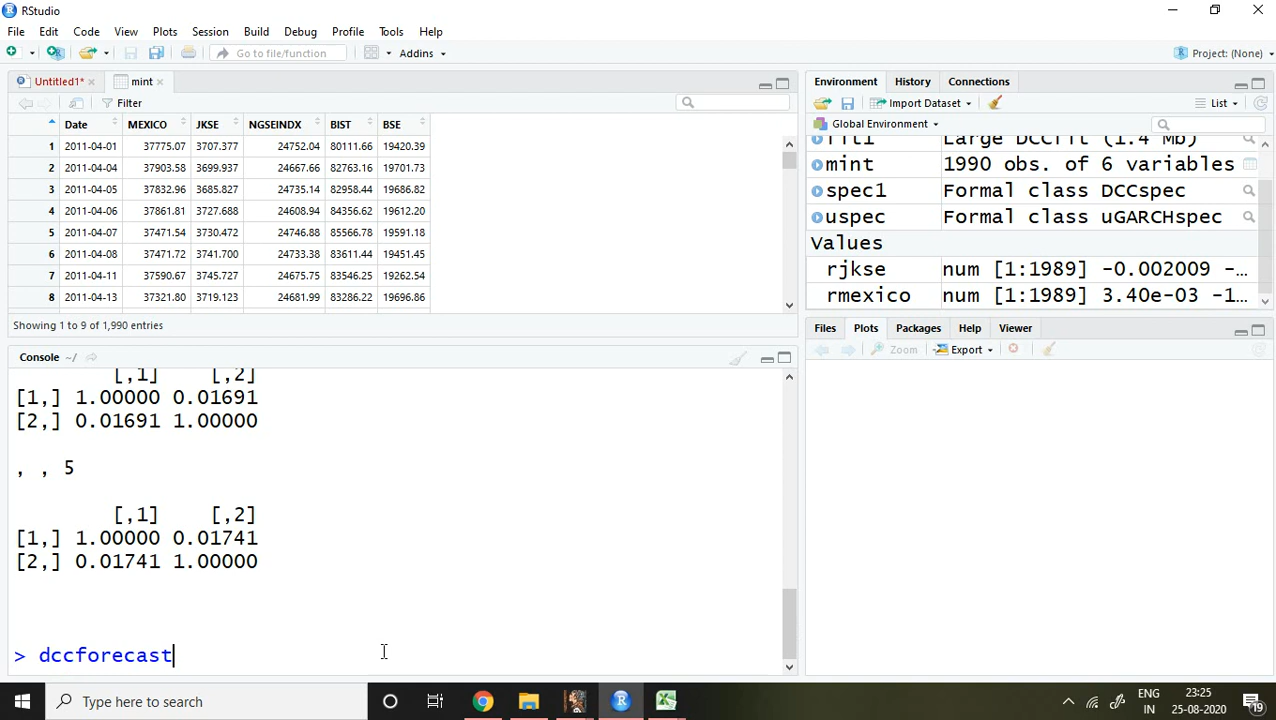 RStudio
File Edit Code View Plots Session Build Debug Profile Tools Help
Go to file/function Addins Project: (None)
Untitled1* mint
Filter
Date MEXICO JKSE NGSEINDX BIST BSE
1 2011-04-01 37775.07 3707.377 24752.04 80111.66 19420.39
2 2011-04-04 37903.58 3699.937 24667.66 82763.16 19701.73
3 2011-04-05 37832.96 3685.827 24735.14 82958.44 19686.82
4 2011-04-06 37861.81 3727.688 24608.94 84356.62 19612.20
5 2011-04-07 37471.54 3730.472 24746.88 85566.78 19591.18
6 2011-04-08 37471.72 3741.700 24733.38 83611.44 19451.45
7 2011-04-11 37590.67 3745.727 24675.75 83546.25 19262.54
8 2011-04-13 37321.80 3719.123 24681.99 83286.22 19696.86
Showing 1 to 9 of 1,990 entries
Console ~/
[,1] [,2]
[1,] 1.00000 0.01691
[2,] 0.01691 1.00000
, , 5
[,1] [,2]
[1,] 1.00000 0.01741
[2,] 0.01741 1.00000
> dccforecast
Environment History Connections
Import Dataset List
Global Environment
Large DCCfit (1.4 Mb)
mint 1990 obs. of 6 variables
spec1 Formal class DCCspec
uspec Formal class uGARCHspec
Values
rjkse num [1:1989] -0.002009 -...
rmexico num [1:1989] 3.40e-03 -1...
Files Plots Packages Help Viewer
Zoom Export
Type here to search
ENG
IN
23:25
25-08-2020
19